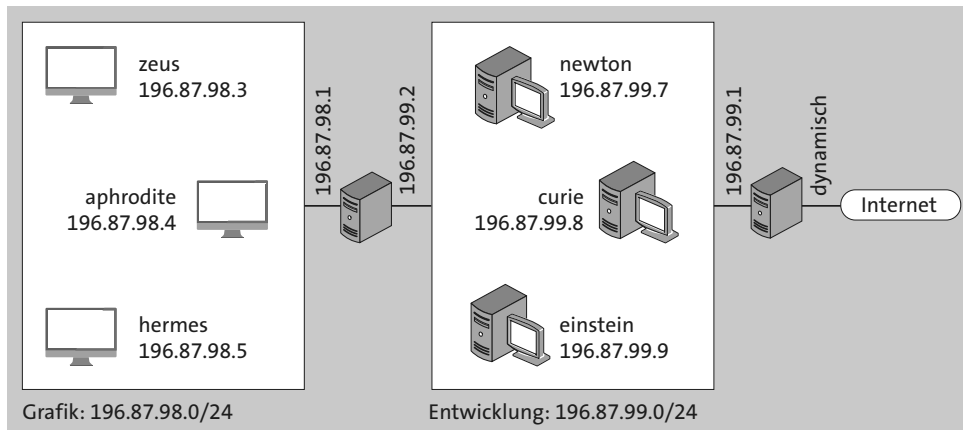 zeus
196.87.98.3
aphrodite
196.87.98.4
hermes
196.87.98.5
Grafik: 196.87.98.0/24
196.87.98.1
196.87.99.2
newton
196.87.99.7
curie
196.87.99.8
einstein
196.87.99.9
Entwicklung: 196.87.99.0/24
196.87.99.1
dynamisch
Internet